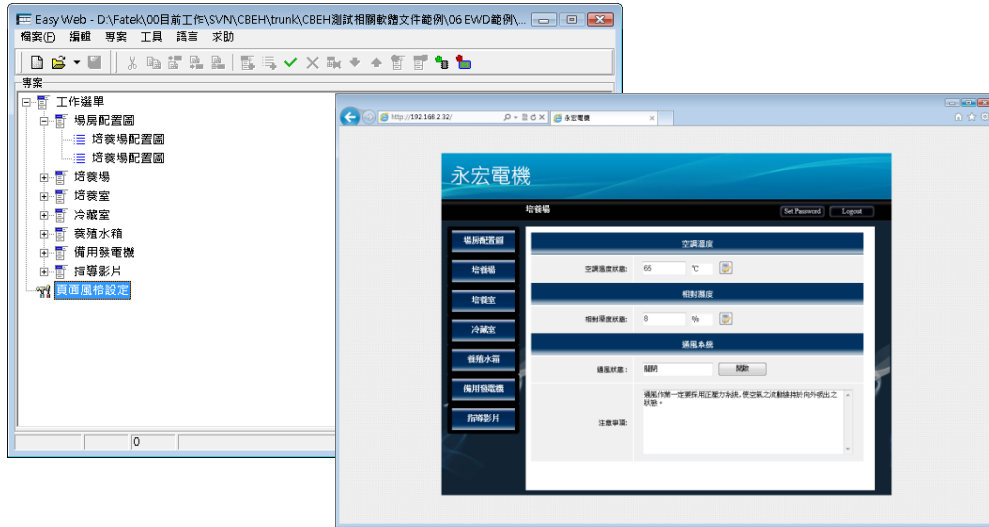 Easy Web - D:\Fatek\00目前工作\SVN\CBEH\trunk\CBEH測試相關軟體文件範例\06 EWD範例\...
檔案(F) 編輯 專案 工具 語言 求助
專案
工作選單
場房配置圖
培養場配置圖
培養場配置圖
培養場
培養室
冷藏室
養殖水箱
備用發電機
指導影片
頁面風格設定
0
http://192.168.2.32/
永宏電機
永宏電機
培養場
Set Password Logout
場房配置圖
培養場
培養室
冷藏室
養殖水箱
備用發電機
指導影片
空調溫度
空調溫度狀態: 65 ℃
相對濕度
相對濕度狀態: 8 %
通風系統
通風狀態: 關閉 開啟
注意事項:
通風作業一定要採用正壓力系統,使空氣之流動維持於向外吸出之
狀態。